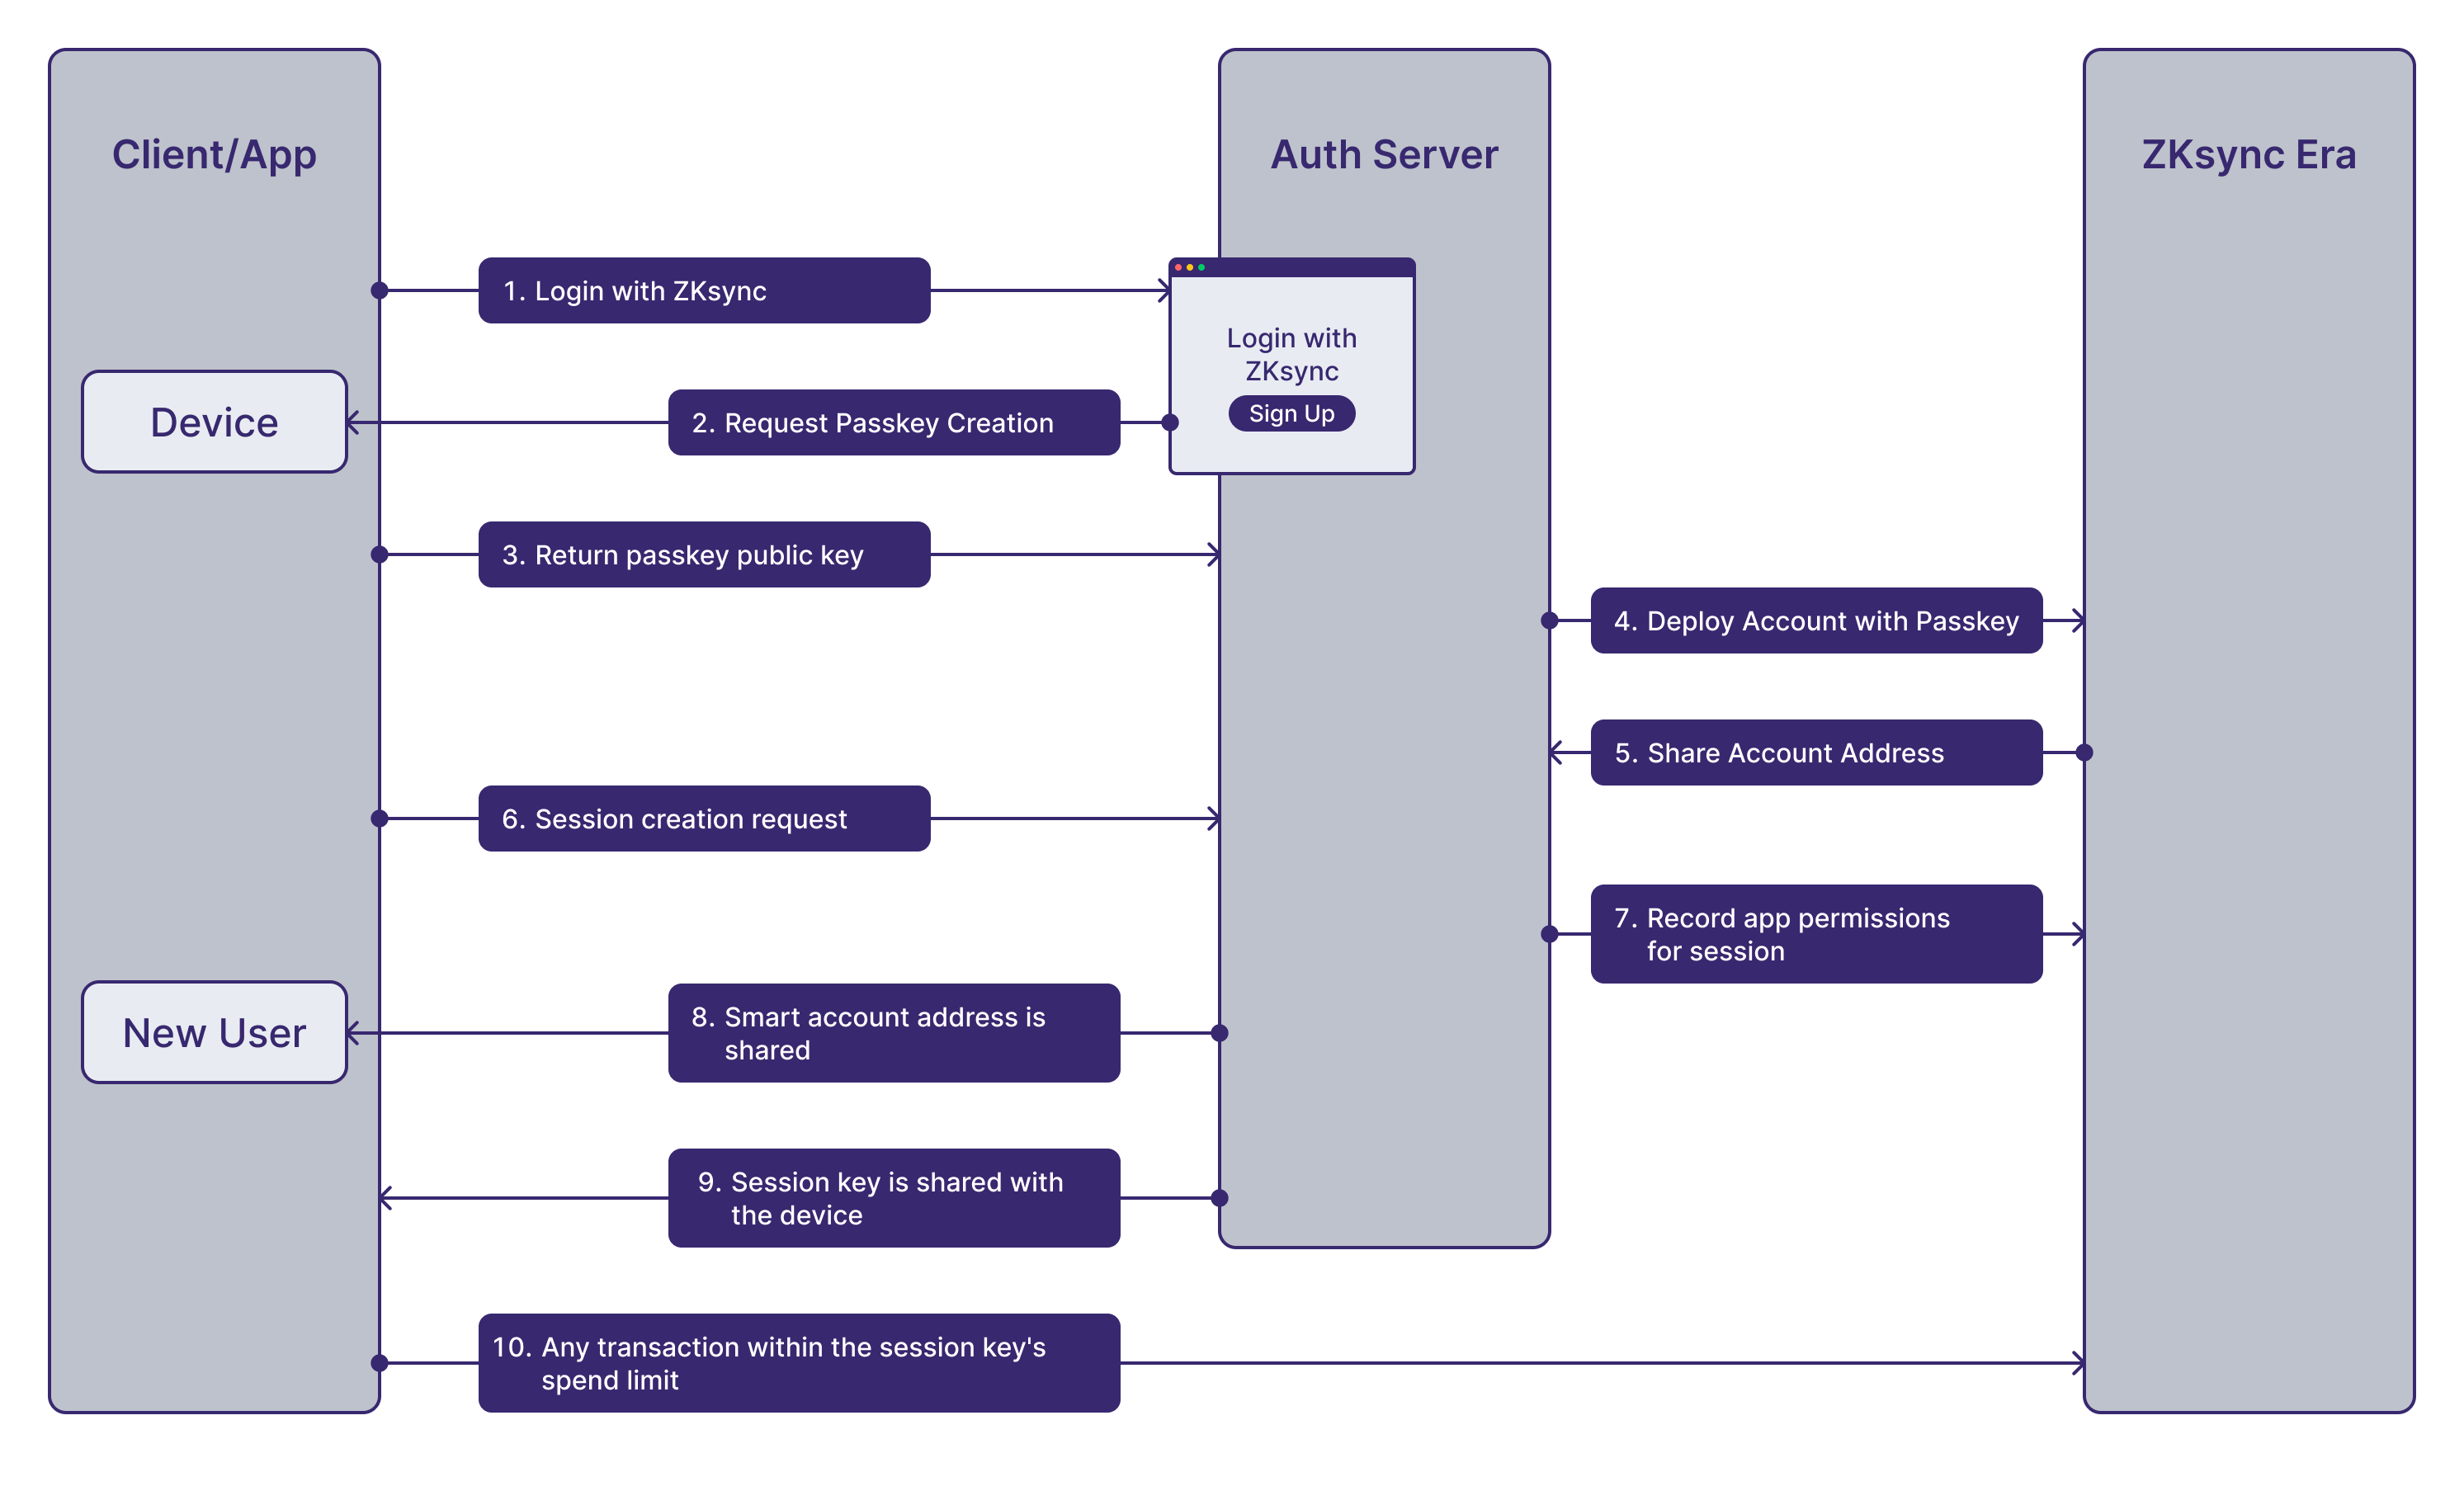 Client/App
Auth Server
ZKsync Era
1. Login with ZKsync
Login with
ZKsync
Sign Up
Device
2. Request Passkey Creation
3. Return passkey public key
4. Deploy Account with Passkey
5. Share Account Address
6. Session creation request
7. Record app permissions
for session
New User
8. Smart account address is
shared
9. Session key is shared with
the device
10. Any transaction within the session key's
spend limit